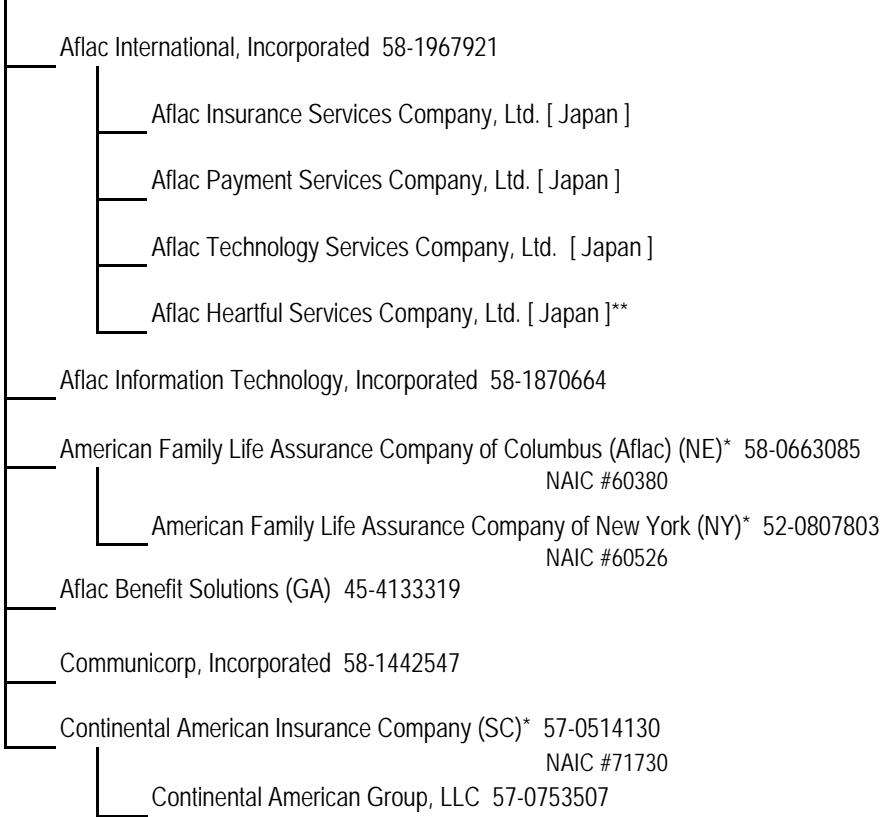 Aflac International, Incorporated 58-1967921
Aflac Insurance Services Company, Ltd. [ Japan ]
Aflac Payment Services Company, Ltd. [ Japan ]
Aflac Technology Services Company, Ltd. [ Japan ]
Aflac Heartful Services Company, Ltd. [ Japan ]**
Aflac Information Technology, Incorporated 58-1870664
American Family Life Assurance Company of Columbus (Aflac) (NE)* 58-0663085
NAIC #60380
American Family Life Assurance Company of New York (NY)* 52-0807803
NAIC #60526
Aflac Benefit Solutions (GA) 45-4133319
Communicorp, Incorporated 58-1442547
Continental American Insurance Company (SC)* 57-0514130
NAIC #71730
Continental American Group, LLC 57-0753507